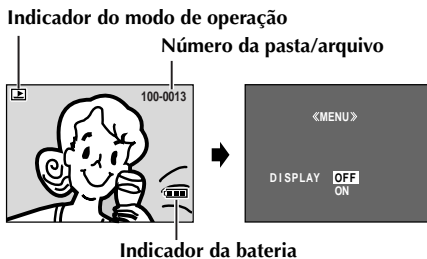 Indicador do modo de operação
Número da pasta/arquivo
100-0013
《MENU》
DISPLAY OFF
ON
Indicador da bateria